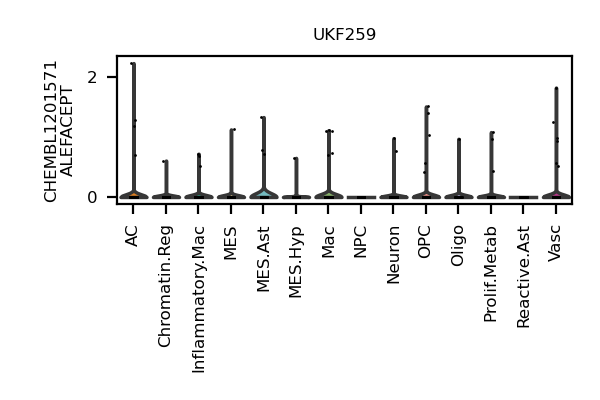 UKF259
CHEMBL1201571
ALEFACEPT
2
0
AC
Chromatin.Reg
Inflammatory.Mac
MES
MES.Ast
MES.Hyp
Mac
NPC
Neuron
OPC
Oligo
Prolif.Metab
Reactive.Ast
Vasc